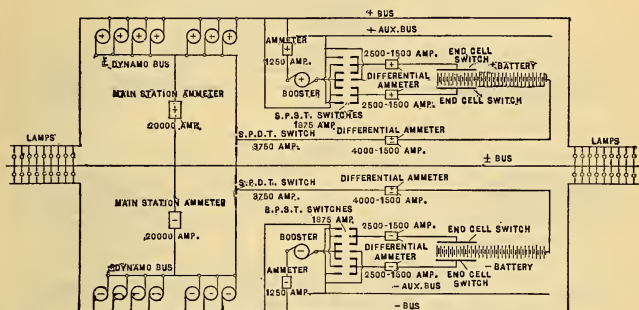 + BUS
+ AUX. BUS
AMMETER
+
1250 AMP.
+ DYNAMO BUS
MAIN STATION AMMETER
+
20000 AMP.
BOOSTER
+
2500-1500 AMP.
+
END CELL
SWITCH
+ BATTERY
DIFFERENTIAL
AMMETER
+
2500-1500 AMP.
END CELL SWITCH
S.P.S.T. SWITCHES
1875 AMP
S.P.D.T. SWITCH
3750 AMP.
DIFFERENTIAL AMMETER
±
4000-1500 AMP.
LAMPS
LAMPS
± BUS
S.P.D.T. SWITCH
3750 AMP.
DIFFERENTIAL AMMETER
±
4000-1500 AMP.
MAIN STATION AMMETER
-
20000 AMP.
S.P.S.T. SWITCHES
1875 AMP.
2500-1500 AMP.
-
END CELL SWITCH
BOOSTER
-
DIFFERENTIAL
AMMETER
-
2500-1500 AMP.
END CELL
SWITCH
- BATTERY
- DYNAMO BUS
AMMETER
-
1250 AMP.
- AUX. BUS
- BUS